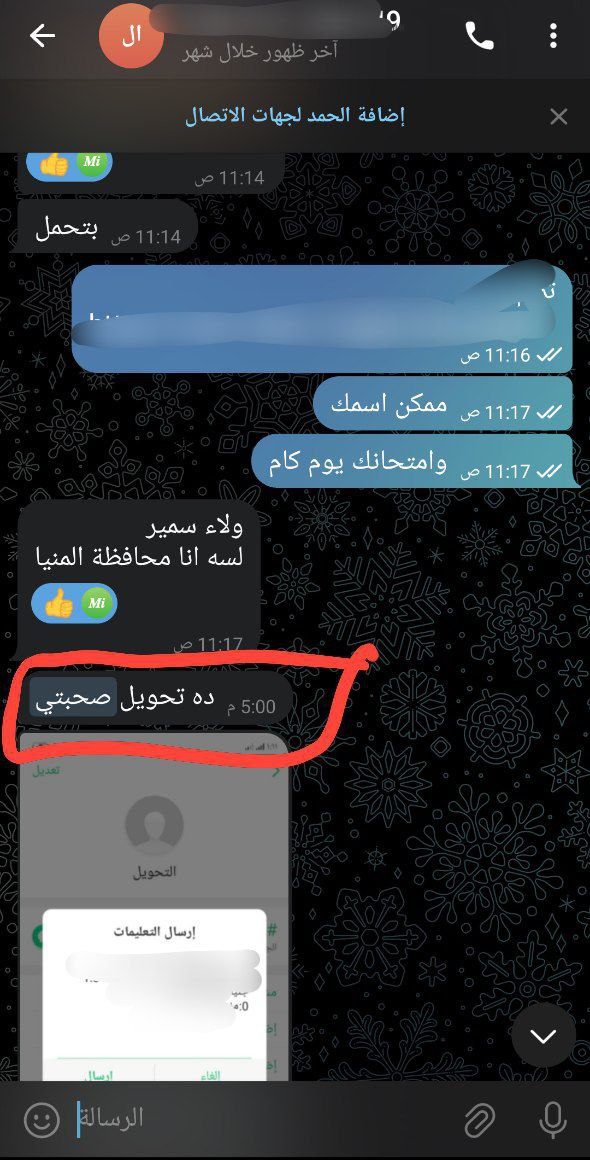 ال
آخر ظهور خلال شهر
إضافة الحمد لجهات الاتصال
Mi
11:14 ص
بتحمل 11:14 ص
11:16 ص
ممكن اسمك 11:17 ص
وامتحانك يوم كام 11:17 ص
ولاء سمير
لسه انا محافظة المنيا
Mi
11:17 ص
ده تحويل صحبتي 5:00 م
1:11
تعديل
التحويل
إرسال التعليمات
#
إلغاء
إرسال
الرسالة